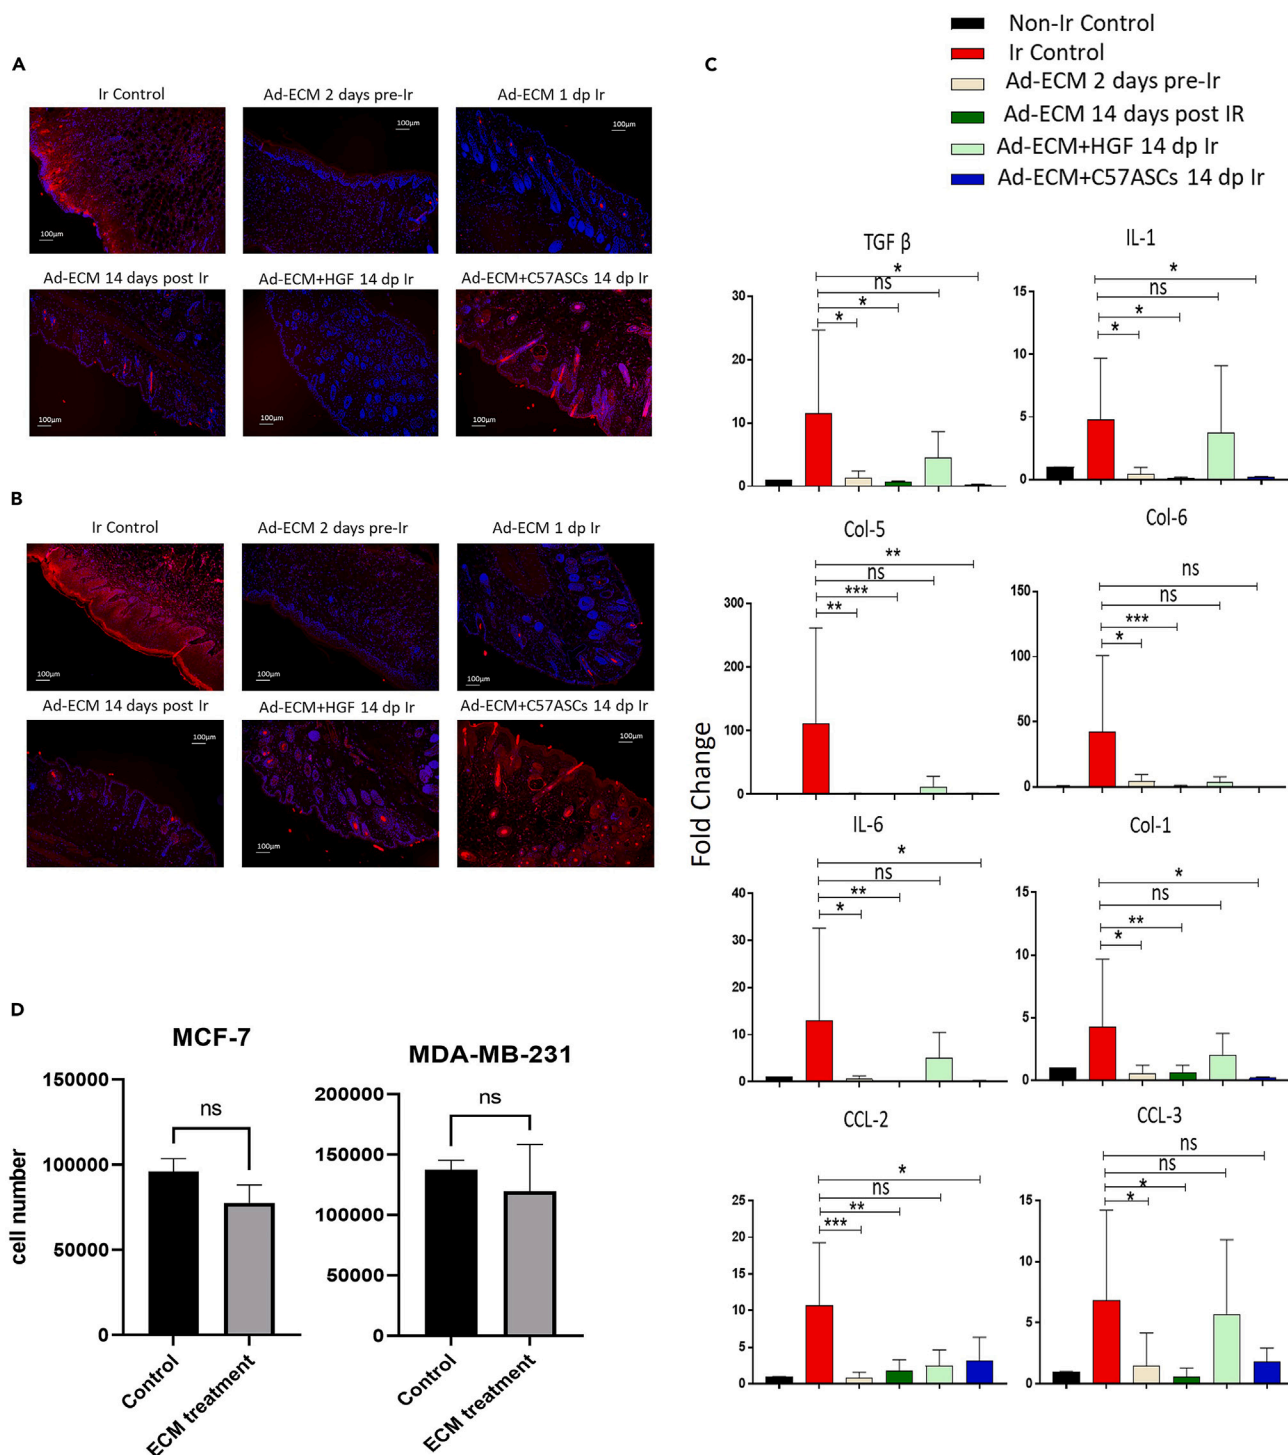 Non-Ir Control
Ir Control
Ad-ECM 2 days pre-Ir
Ad-ECM 14 days post IR
Ad-ECM+HGF 14 dp Ir
Ad-ECM+C57ASCs 14 dp Ir
A
Ir Control
Ad-ECM 2 days pre-Ir
Ad-ECM 1 dp Ir
100µm
100µm
100µm
Ad-ECM 14 days post Ir
Ad-ECM+HGF 14 dp Ir
Ad-ECM+C57ASCs 14 dp Ir
100µm
100µm
100µm
B
Ir Control
Ad-ECM 2 days pre-Ir
Ad-ECM 1 dp Ir
100µm
100µm
100µm
Ad-ECM 14 days post Ir
Ad-ECM+HGF 14 dp Ir
Ad-ECM+C57ASCs 14 dp Ir
100µm
100µm
100µm
C
Fold Change
TGF β
30
20
10
0
*
ns
*
*
IL-1
15
10
5
0
*
ns
*
*
Col-5
300
200
100
0
**
ns
***
**
Col-6
150
100
50
0
ns
ns
***
*
IL-6
40
30
20
10
0
*
ns
**
*
Col-1
15
10
5
0
*
ns
**
*
CCL-2
25
20
15
10
5
0
*
ns
**
***
CCL-3
15
10
5
0
ns
ns
*
*
D
MCF-7
cell number
150000
100000
50000
0
ns
Control
ECM treatment
MDA-MB-231
200000
150000
100000
50000
0
ns
Control
ECM treatment